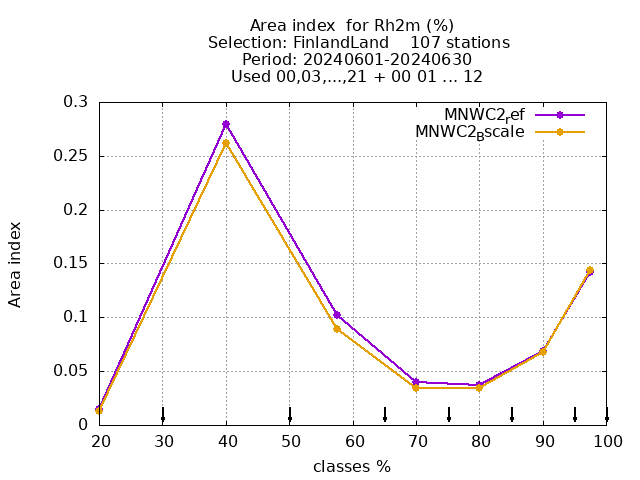 Area index  for Rh2m (%)
Selection: FinlandLand    107 stations
Period: 20240601-20240630
Used 00,03,...,21 + 00 01 ... 12
MNWC2ref
MNWC2Bscale
0.3
0.25
0.2
0.15
0.1
0.05
0
Area index
20 30 40 50 60 70 80 90 100
classes %